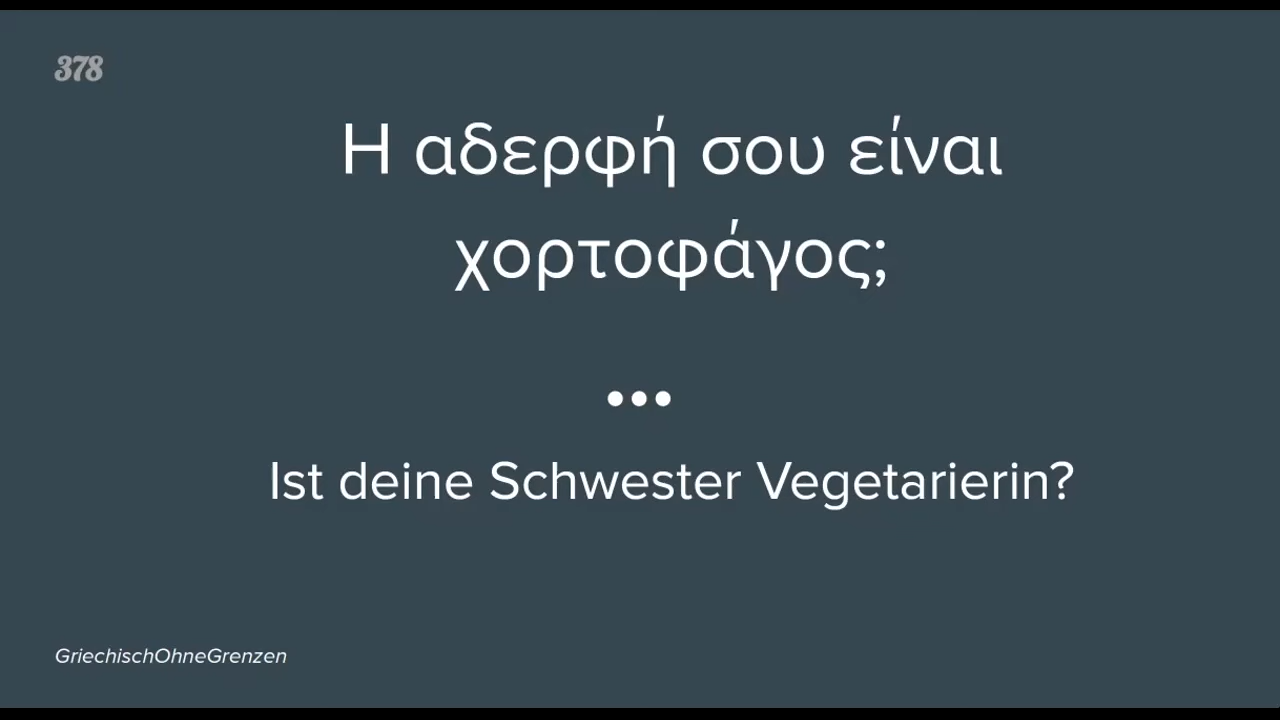 378
Η αδερφή σου είναι
χορτοφάγος;
•••
Ist deine Schwester Vegetarierin?
GriechischOhneGrenzen